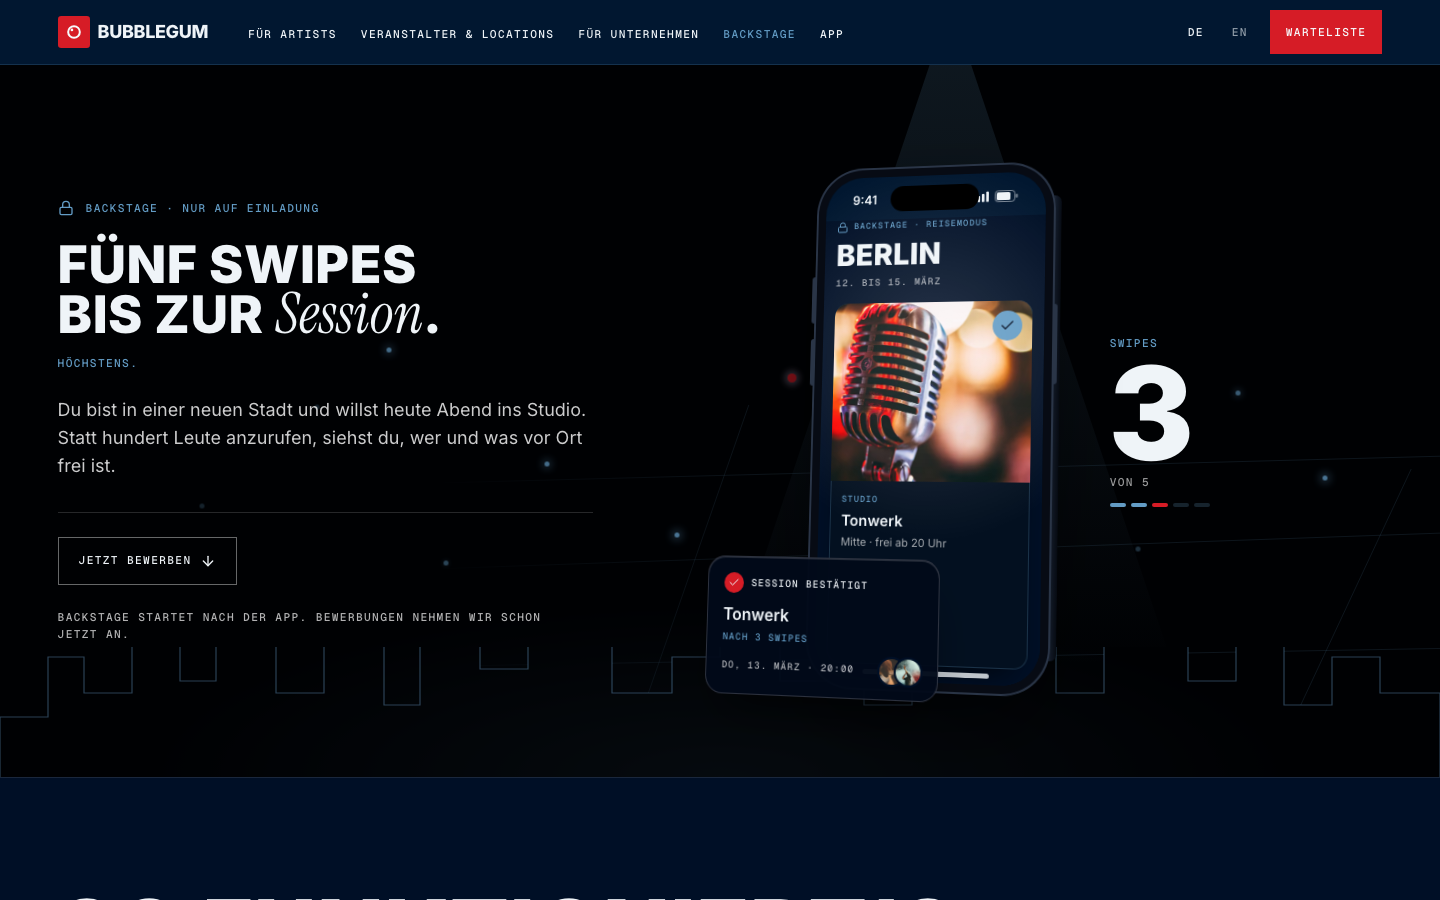 BUBBLEGUM
FÜR ARTISTS
VERANSTALTER & LOCATIONS
FÜR UNTERNEHMEN
BACKSTAGE
APP
DE
EN
WARTELISTE
BACKSTAGE · NUR AUF EINLADUNG
FÜNF SWIPES
BIS ZUR Session.
HÖCHSTENS.
Du bist in einer neuen Stadt und willst heute Abend ins Studio.
Statt hundert Leute anzurufen, siehst du, wer und was vor Ort
frei ist.
JETZT BEWERBEN
BACKSTAGE STARTET NACH DER APP. BEWERBUNGEN NEHMEN WIR SCHON
JETZT AN.
9:41
BACKSTAGE · REISEMODUS
BERLIN
12. BIS 15. MÄRZ
STUDIO
Tonwerk
Mitte · frei ab 20 Uhr
SESSION BESTÄTIGT
Tonwerk
NACH 3 SWIPES
DO, 13. MÄRZ · 20:00
SWIPES
3
VON 5